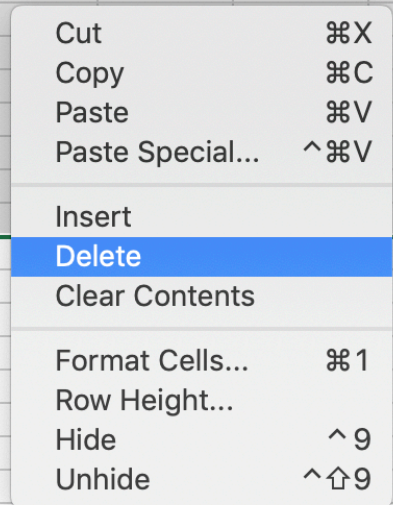 Cut ⌘X
Copy ⌘C
Paste ⌘V
Paste Special... ^⌘V
Insert
Delete
Clear Contents
Format Cells... ⌘1
Row Height...
Hide ^9
Unhide ^⇧9